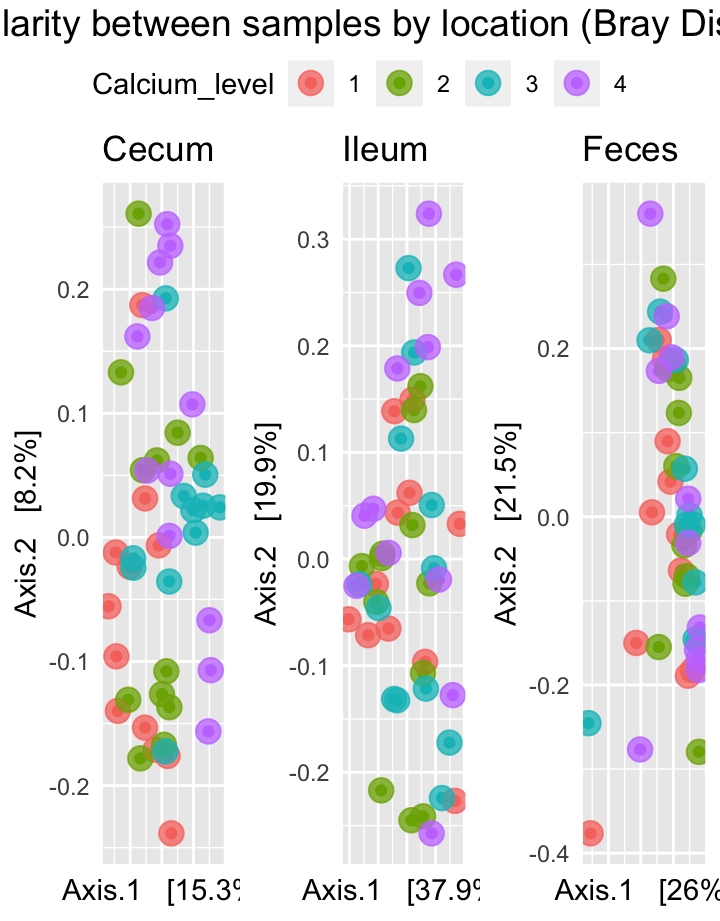 larity between samples by location (Bray Dis
Calcium_level 1 2 3 4
Cecum
Ileum
Feces
Axis.2 [8.2%]
0.2
0.1
0.0
-0.1
-0.2
Axis.1 [15.3%
Axis.2 [19.9%]
0.3
0.2
0.1
0.0
-0.1
-0.2
Axis.1 [37.9%
Axis.2 [21.5%]
0.2
0.0
-0.2
-0.4
Axis.1 [26%